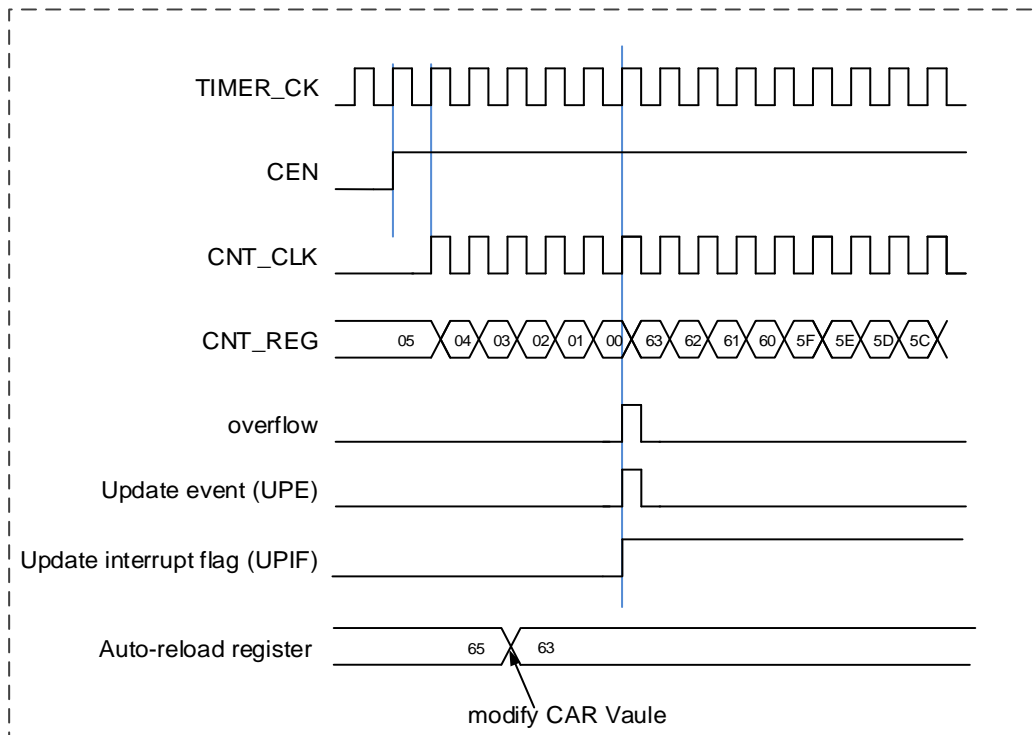 TIMER_CK
CEN
CNT_CLK
CNT_REG 05 04 03 02 01 00 63 62 61 60 5F 5E 5D 5C
overflow
Update event (UPE)
Update interrupt flag (UPIF)
Auto-reload register 65 63
modify CAR Vaule